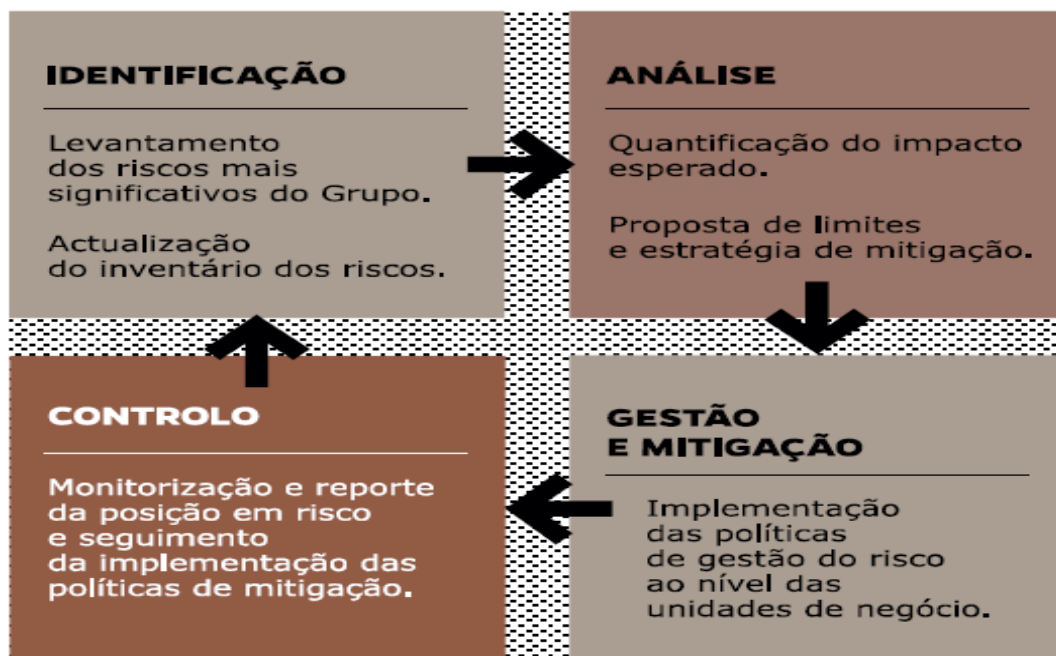 IDENTIFICAÇÃO
Levantamento
dos riscos mais
significativos do Grupo.
Actualização
do inventário dos riscos.
ANÁLISE
Quantificação do impacto
esperado.
Proposta de limites
e estratégia de mitigação.
GESTÃO
E MITIGAÇÃO
Implementação
das políticas
de gestão do risco
ao nível das
unidades de negócio.
CONTROLO
Monitorização e reporte
da posição em risco
e seguimento
da implementação das
políticas de mitigação.